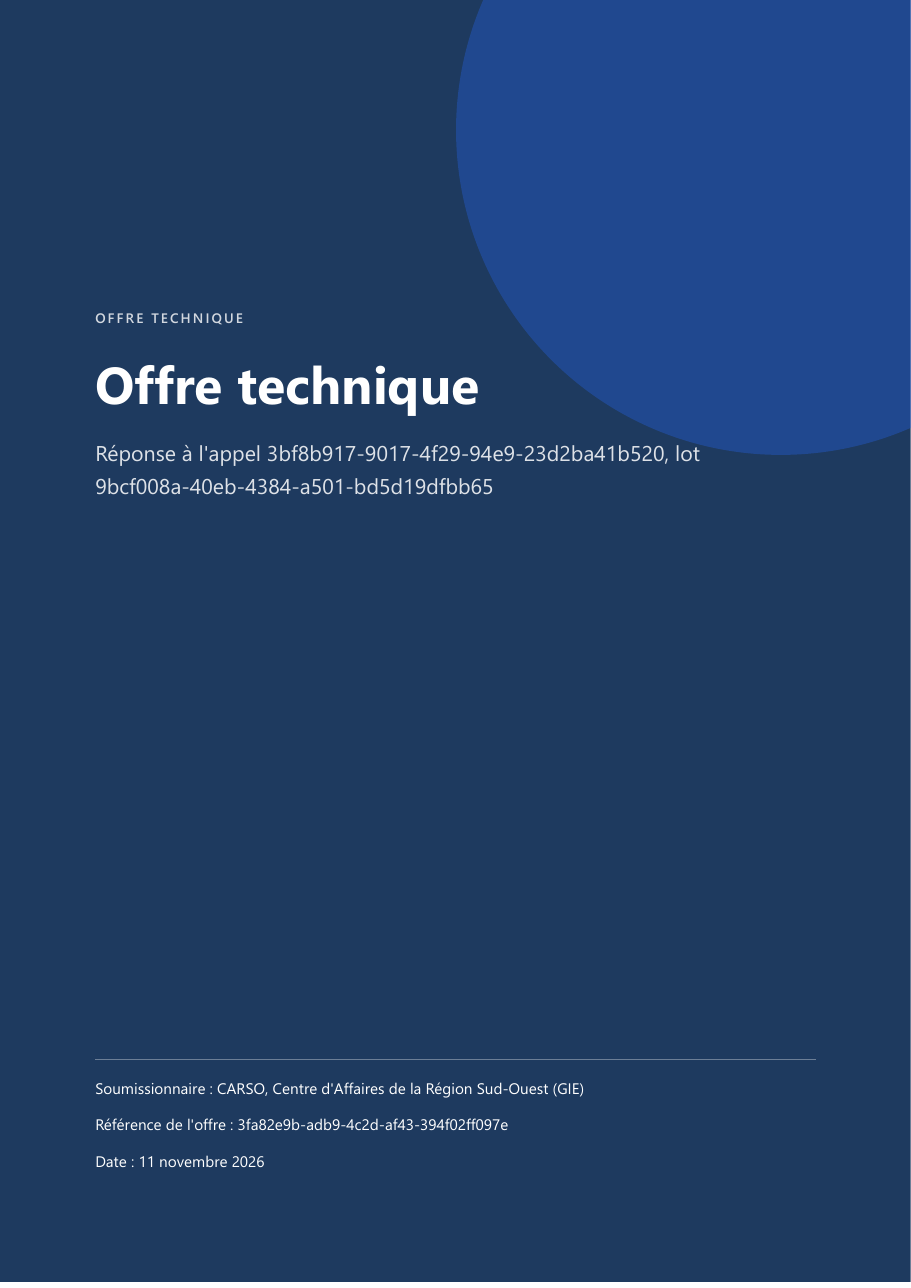 OFFRE TECHNIQUE
Offre technique
Réponse à l'appel 3bf8b917-9017-4f29-94e9-23d2ba41b520, lot
9bcf008a-40eb-4384-a501-bd5d19dfbb65
Soumissionnaire : CARSO, Centre d'Affaires de la Région Sud-Ouest (GIE)
Référence de l'offre : 3fa82e9b-adb9-4c2d-af43-394f02ff097e
Date : 11 novembre 2026